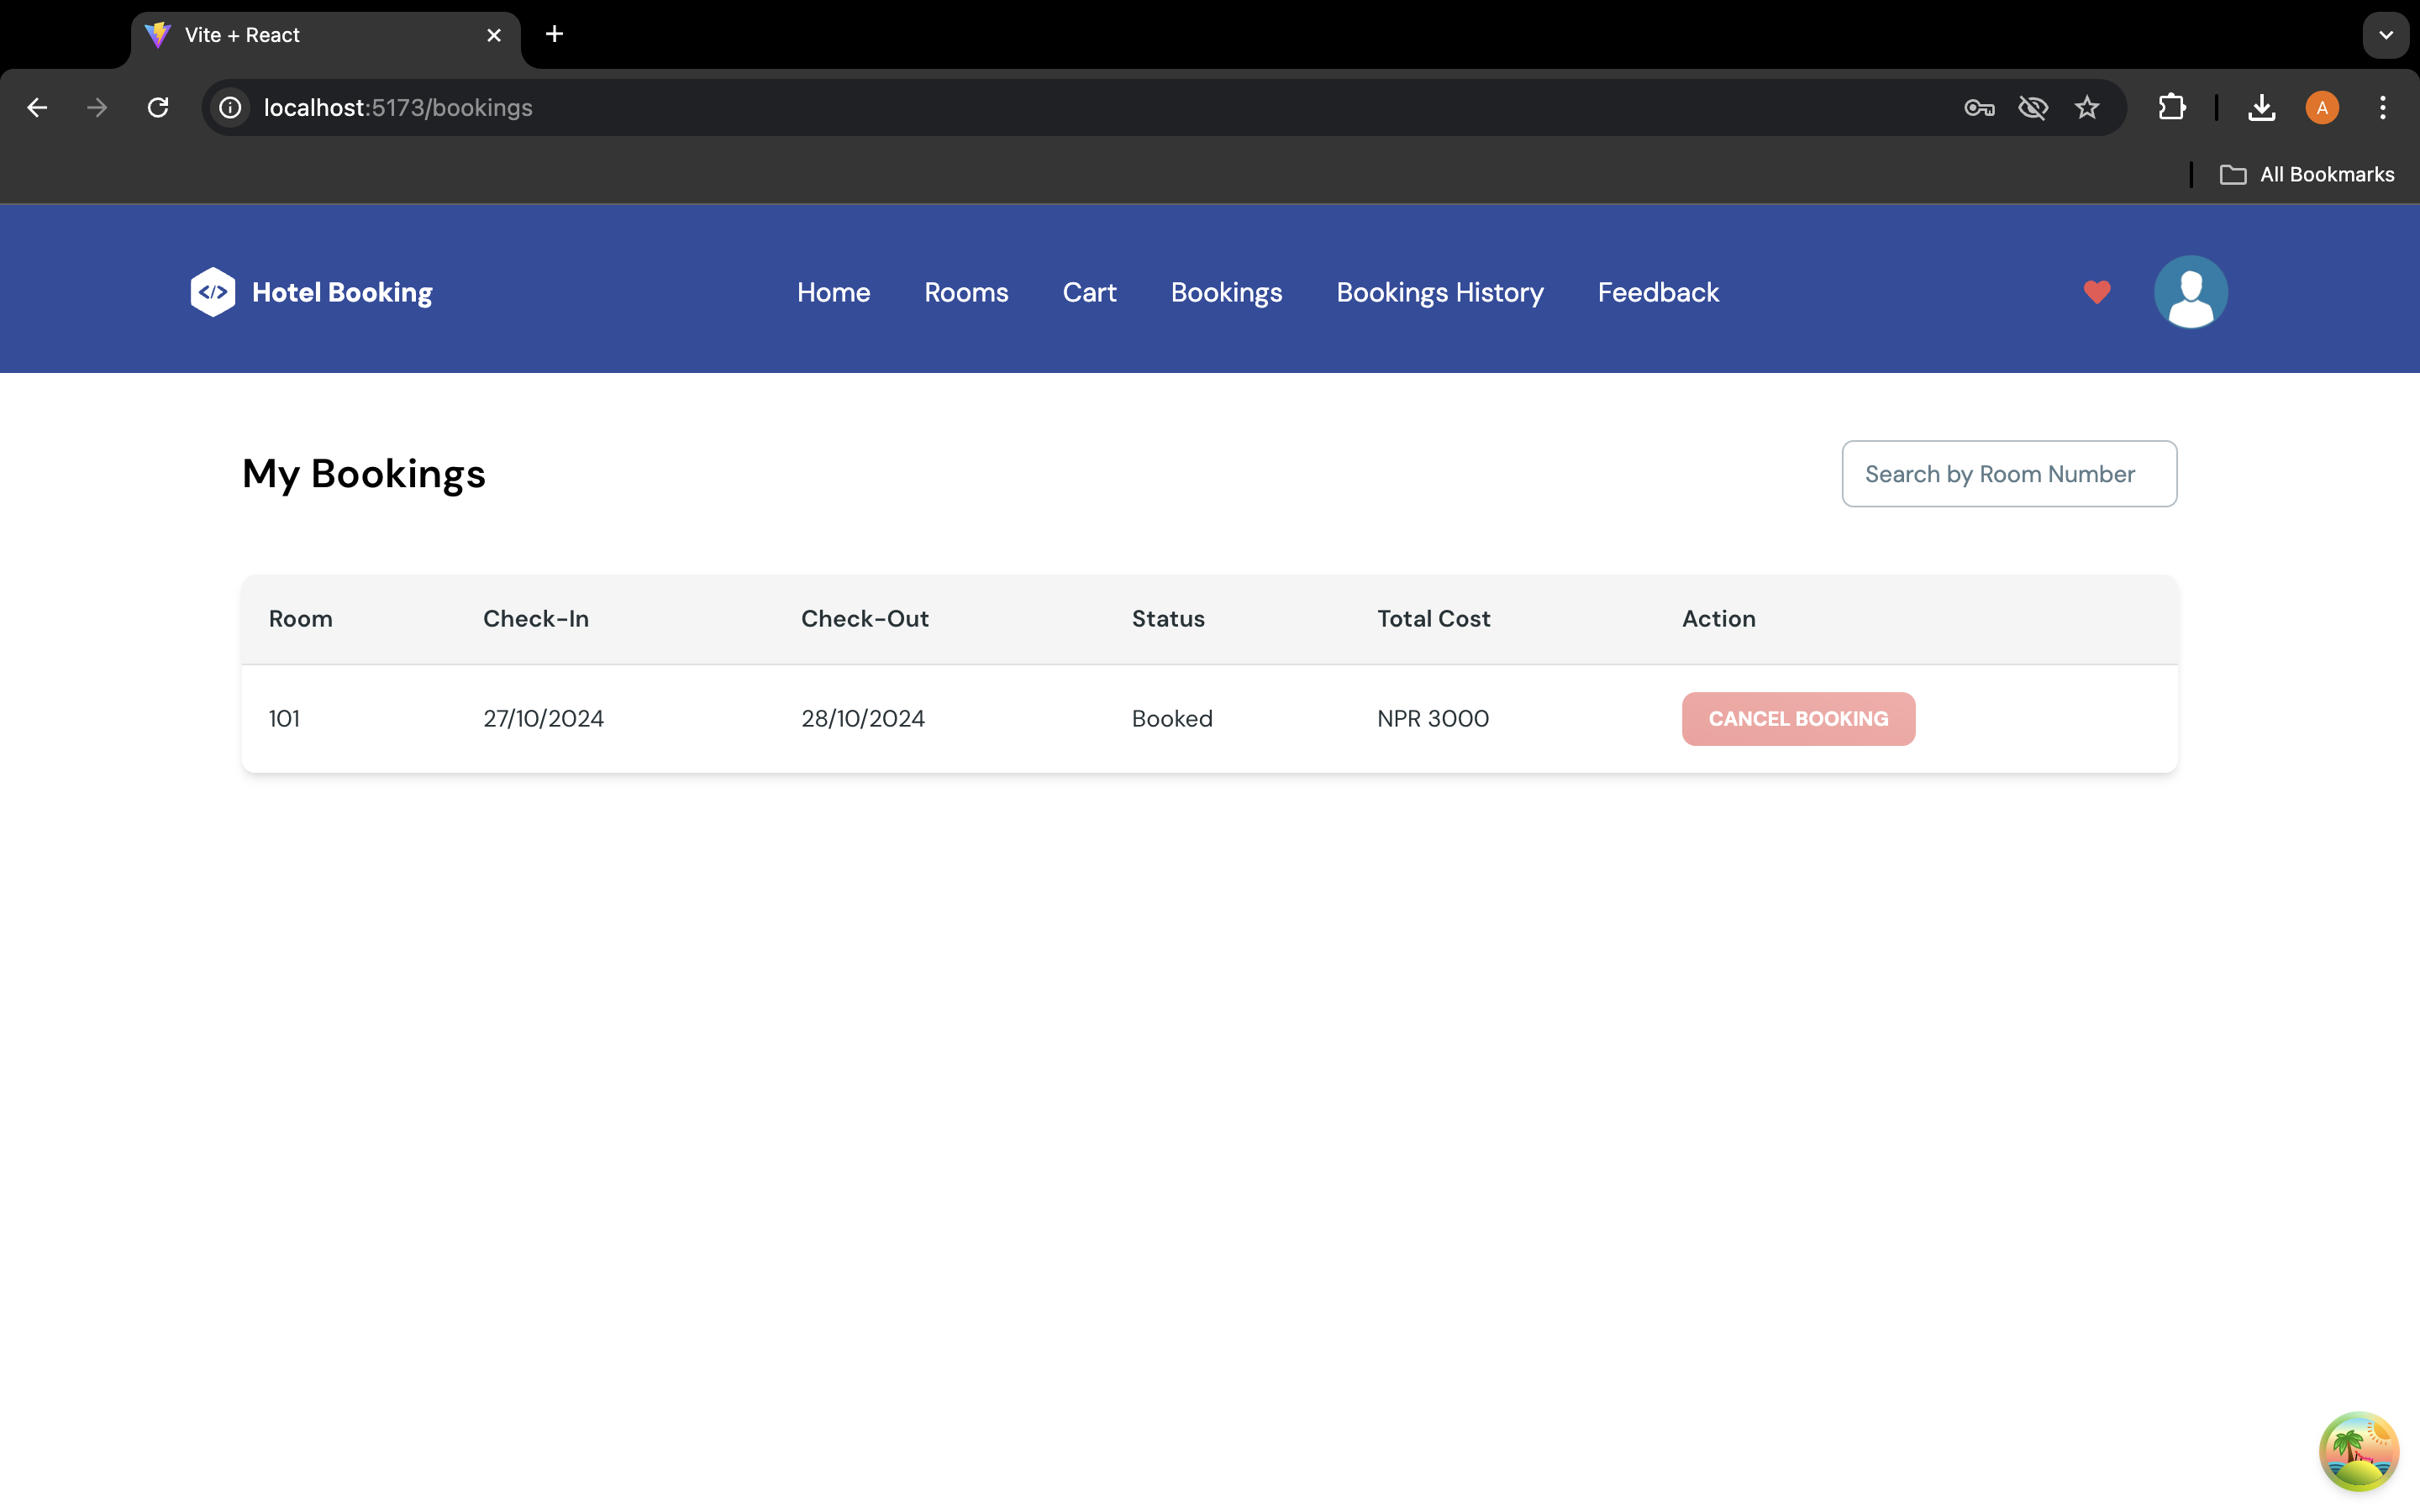 Vite + React
localhost:5173/bookings
A
All Bookmarks
</> Hotel Booking Home Rooms Cart Bookings Bookings History Feedback
My Bookings Search by Room Number
Room Check-In Check-Out Status Total Cost Action
101 27/10/2024 28/10/2024 Booked NPR 3000 CANCEL BOOKING